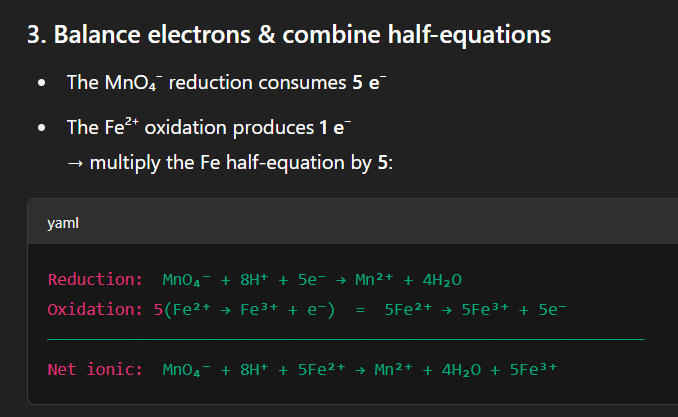 3. Balance electrons & combine half-equations
• The MnO₄⁻ reduction consumes 5 e⁻
• The Fe²⁺ oxidation produces 1 e⁻
→ multiply the Fe half-equation by 5:
yaml
Reduction: MnO₄⁻ + 8H⁺ + 5e⁻ → Mn²⁺ + 4H₂O
Oxidation: 5(Fe²⁺ → Fe³⁺ + e⁻) = 5Fe²⁺ → 5Fe³⁺ + 5e⁻
Net ionic: MnO₄⁻ + 8H⁺ + 5Fe²⁺ → Mn²⁺ + 4H₂O + 5Fe³⁺